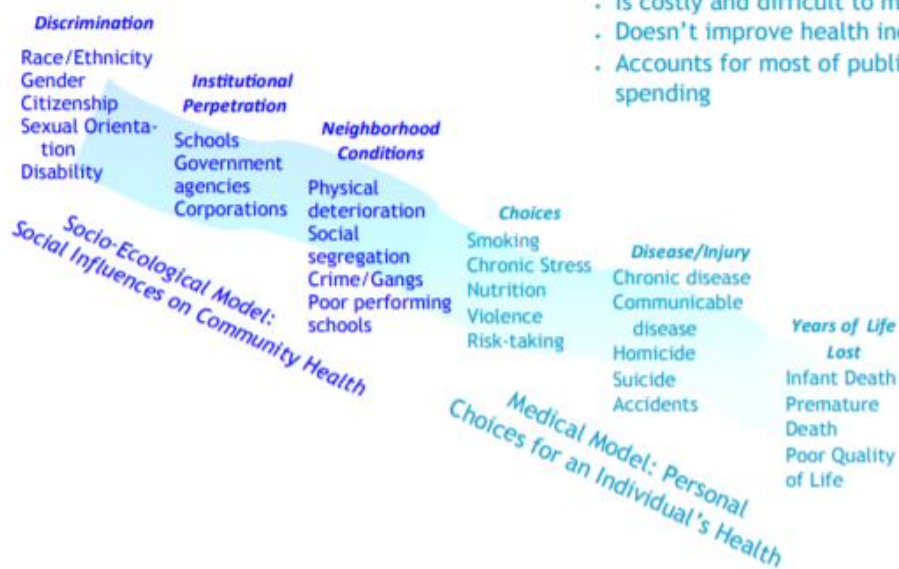 • Is costly and difficult to
• Doesn't improve health
• Accounts for most of
spending
Discrimination
Race/Ethnicity
Gender
Citizenship
Sexual Orienta-
tion
Disability
Institutional
Perpetration
Schools
Government
agencies
Corporations
Neighborhood
Conditions
Physical
deterioration
Social
segregation
Crime/Gangs
Poor performing
schools
Socio-Ecological Model:
Social Influences on Community Health
Choices
Smoking
Chronic Stress
Nutrition
Violence
Risk-taking
Disease/Injury
Chronic disease
Communicable
disease
Homicide
Suicide
Accidents
Years of Life
Lost
Infant Death
Premature
Death
Poor Quality
of Life
Medical Model: Personal
Choices for an Individual's Health